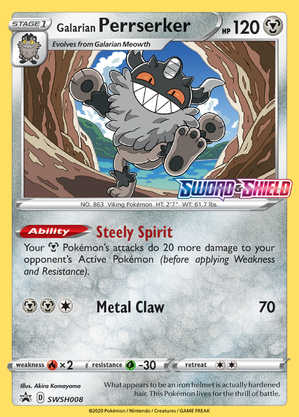 STAGE 1 Galarian Perrserker HP 120
Evolves from Galarian Meowth
SWORD & SHIELD
NO. 863 Viking Pokémon HT: 2'7" WT: 61.7 lbs.
Ability Steely Spirit
Your Pokémon's attacks do 20 more damage to your
opponent's Active Pokémon (before applying Weakness
and Resistance).
Metal Claw 70
weakness ×2 resistance -30 retreat
Illus. Akira Komayama
D SWSH008
What appears to be an iron helmet is actually hardened
hair. This Pokémon lives for the thrill of battle.
©2020 Pokémon / Nintendo / Creatures / GAME FREAK